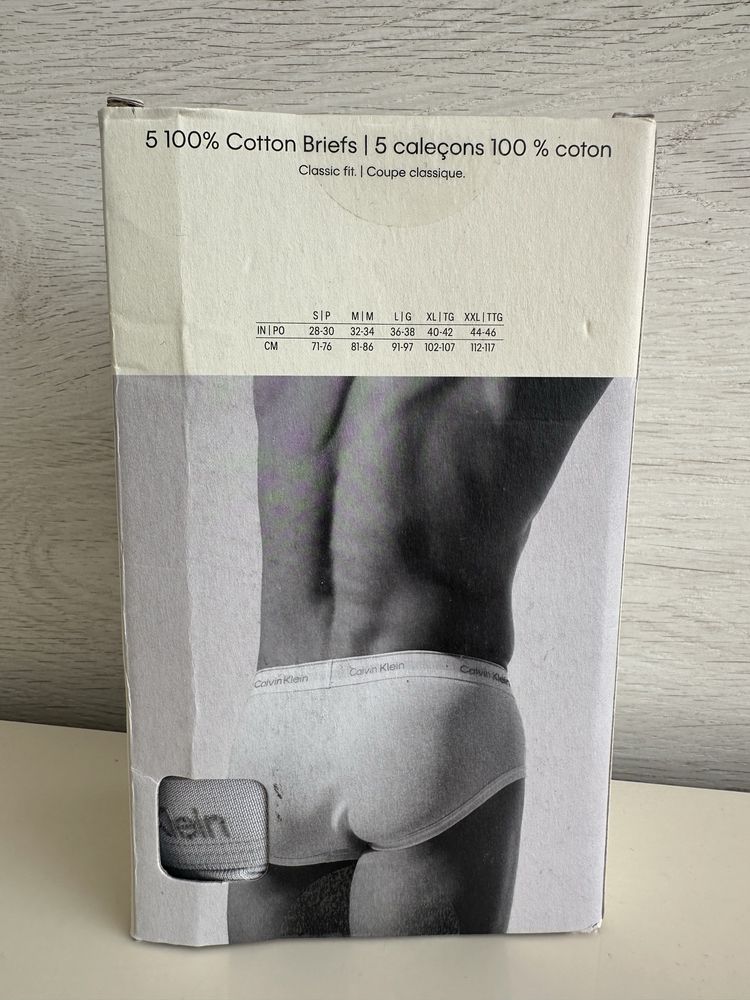 5 100% Cotton Briefs | 5 caleçons 100 % coton
Classic fit. | Coupe classique.
S|P M|M L|G XL|TG XXL|TTG
IN|PO 28-30 32-34 36-38 40-42 44-46
CM 71-76 81-86 91-97 102-107 112-117
Calvin Klein Calvin Klein Calvin Klein
Klein